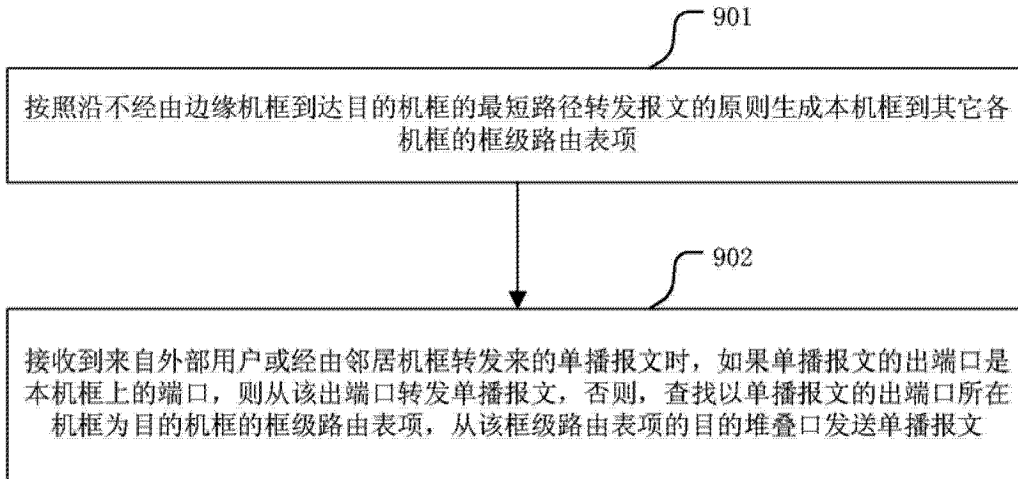 901
按照沿不经由边缘机框到达目的机框的最短路径转发报文的原则生成本机框到其它各
机框的框级路由表项
902
接收到来自外部用户或经由邻居机框转发来的单播报文时，如果单播报文的出端口是
本机框上的端口，则从该出端口转发单播报文，否则，查找以单播报文的出端口所在
机框为目的机框的框级路由表项，从该框级路由表项的目的堆叠口发送单播报文